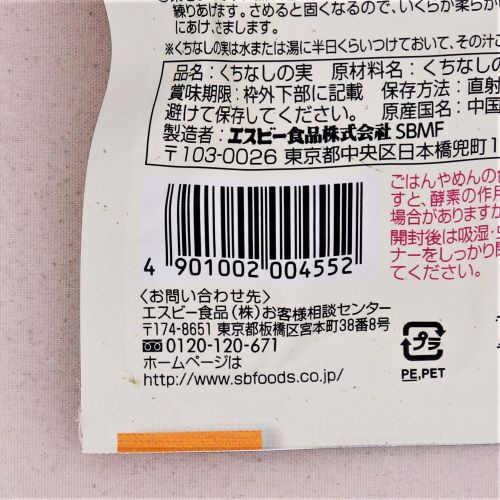 練りあげます。さめると固くなるので、いくらか柔らか
にあげ、さまします。
※くちなしの実は水または湯に半日くらいつけておいて、その汁こ
品名：くちなしの実 原材料名：くちなしの
賞味期限：枠外下部に記載 保存方法：直射
避けて保存してください。 原産国名：中国
製造者：エスビー食品株式会社 SBMF
〒103-0026 東京都中央区日本橋兜町1
ごはんやめんの
すと、酵素の作用
場合がありますか
開封後は吸湿・
ナーをしっかり
てください。
4 901002 004552
〈お問い合わせ先〉
エスビー食品(株)お客様相談センター
〒174-8651 東京都板橋区宮本町38番8号
0120-120-671
ホームページは
http://www.sbfoods.co.jp/
プラ
PE,PET